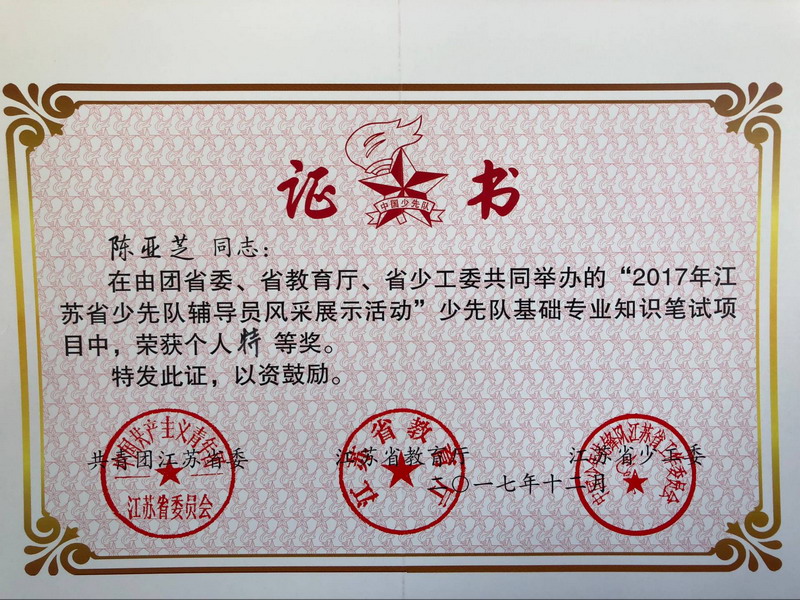 证书
中国少先队
陈亚芝 同志：
在由团省委、省教育厅、省少工委共同举办的“2017年江
苏省少先队辅导员风采展示活动”少先队基础专业知识笔试项
目中，荣获个人特等奖。
特发此证，以资鼓励。
共青团江苏省委 江苏省教育厅 江苏省少工委
二〇一七年十二月
江苏省委员会
江苏省教育厅